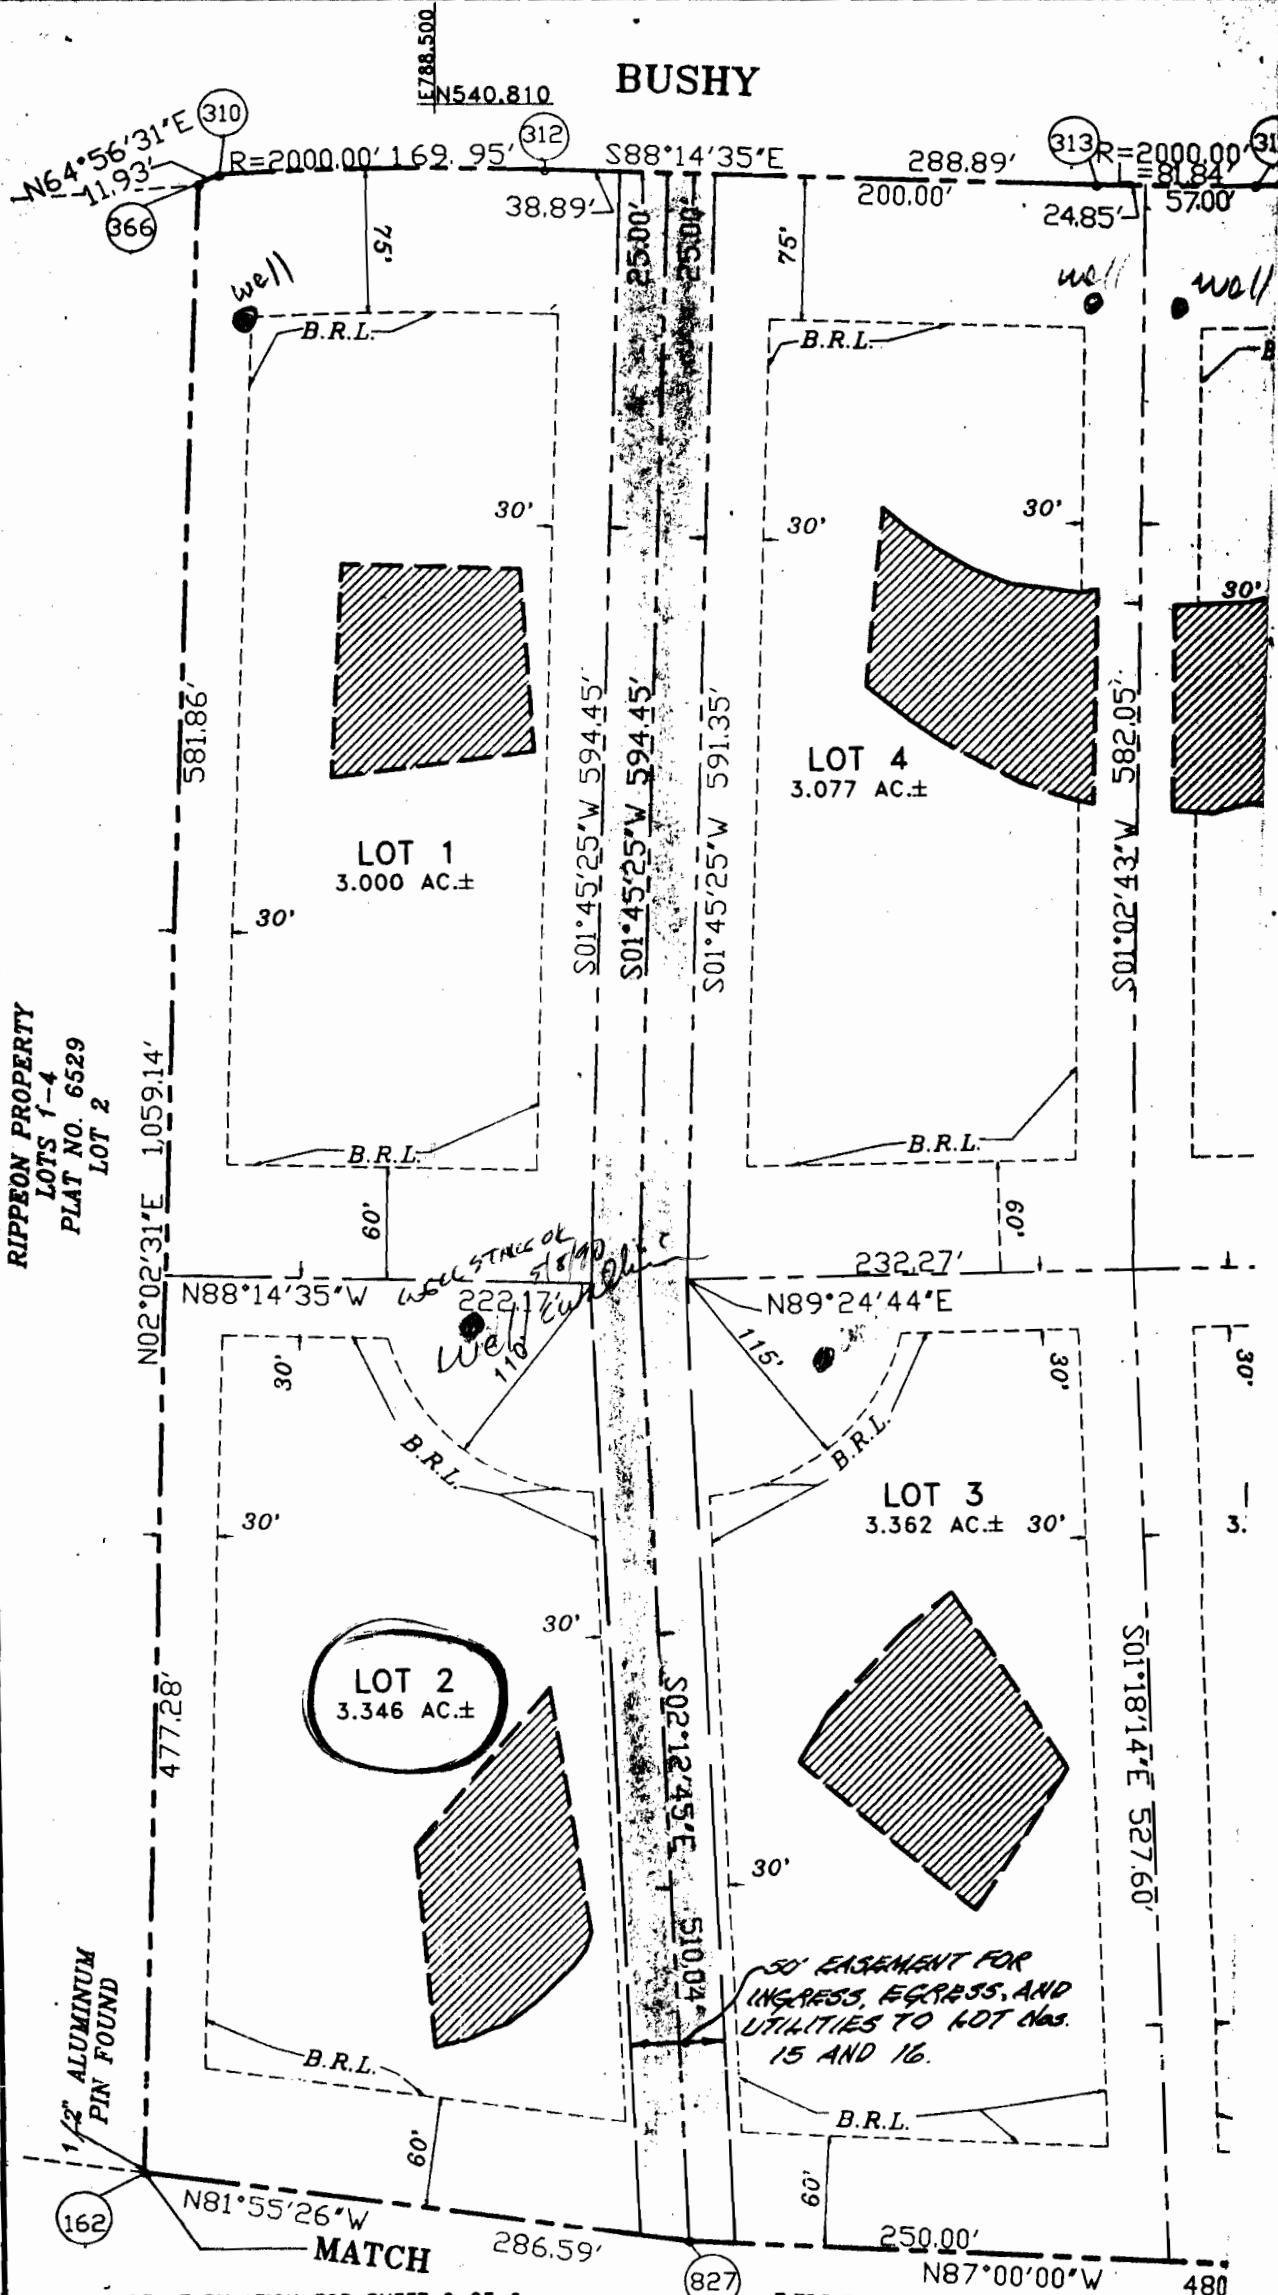 E788.500
N540.810
BUSHY
310
312
313
N64°56'31"E
11.93'
366
R=2000.00' 169.95'
S88°14'35"E
288.89'
R=2000.00'
L=81.84'
38.89'
200.00'
24.85'
57.00'
25.00'
25.00'
75'
75'
well
well
well
B.R.L.
B.R.L.
30'
30'
30'
30'
581.86'
S01°45'25"W 594.45'
S01°45'25"W 594.45'
S01°45'25"W 591.35'
S01°02'43"W 582.05'
LOT 4
3.077 AC.±
LOT 1
3.000 AC.±
30'
RIPPEON PROPERTY
LOTS 1-4
PLAT NO. 6529
LOT 2
N02°02'31"E 1,059.14'
B.R.L.
B.R.L.
60'
60'
WELL STAKE OK
5/8/90
N88°14'35"W
222.17'
232.27'
N89°24'44"E
well
110'
115'
30'
30'
30'
B.R.L.
B.R.L.
LOT 3
3.362 AC.± 30'
3.
30'
30'
LOT 2
3.346 AC.±
477.28'
S02°12'45"E 510.04'
S01°18'14"E 527.60'
30'
50' EASEMENT FOR
INGRESS, EGRESS, AND
UTILITIES TO LOT Nos.
15 AND 16.
1/2" ALUMINUM
PIN FOUND
B.R.L.
B.R.L.
60'
60'
162
N81°55'26"W
286.59'
MATCH
827
250.00'
N87°00'00"W
480